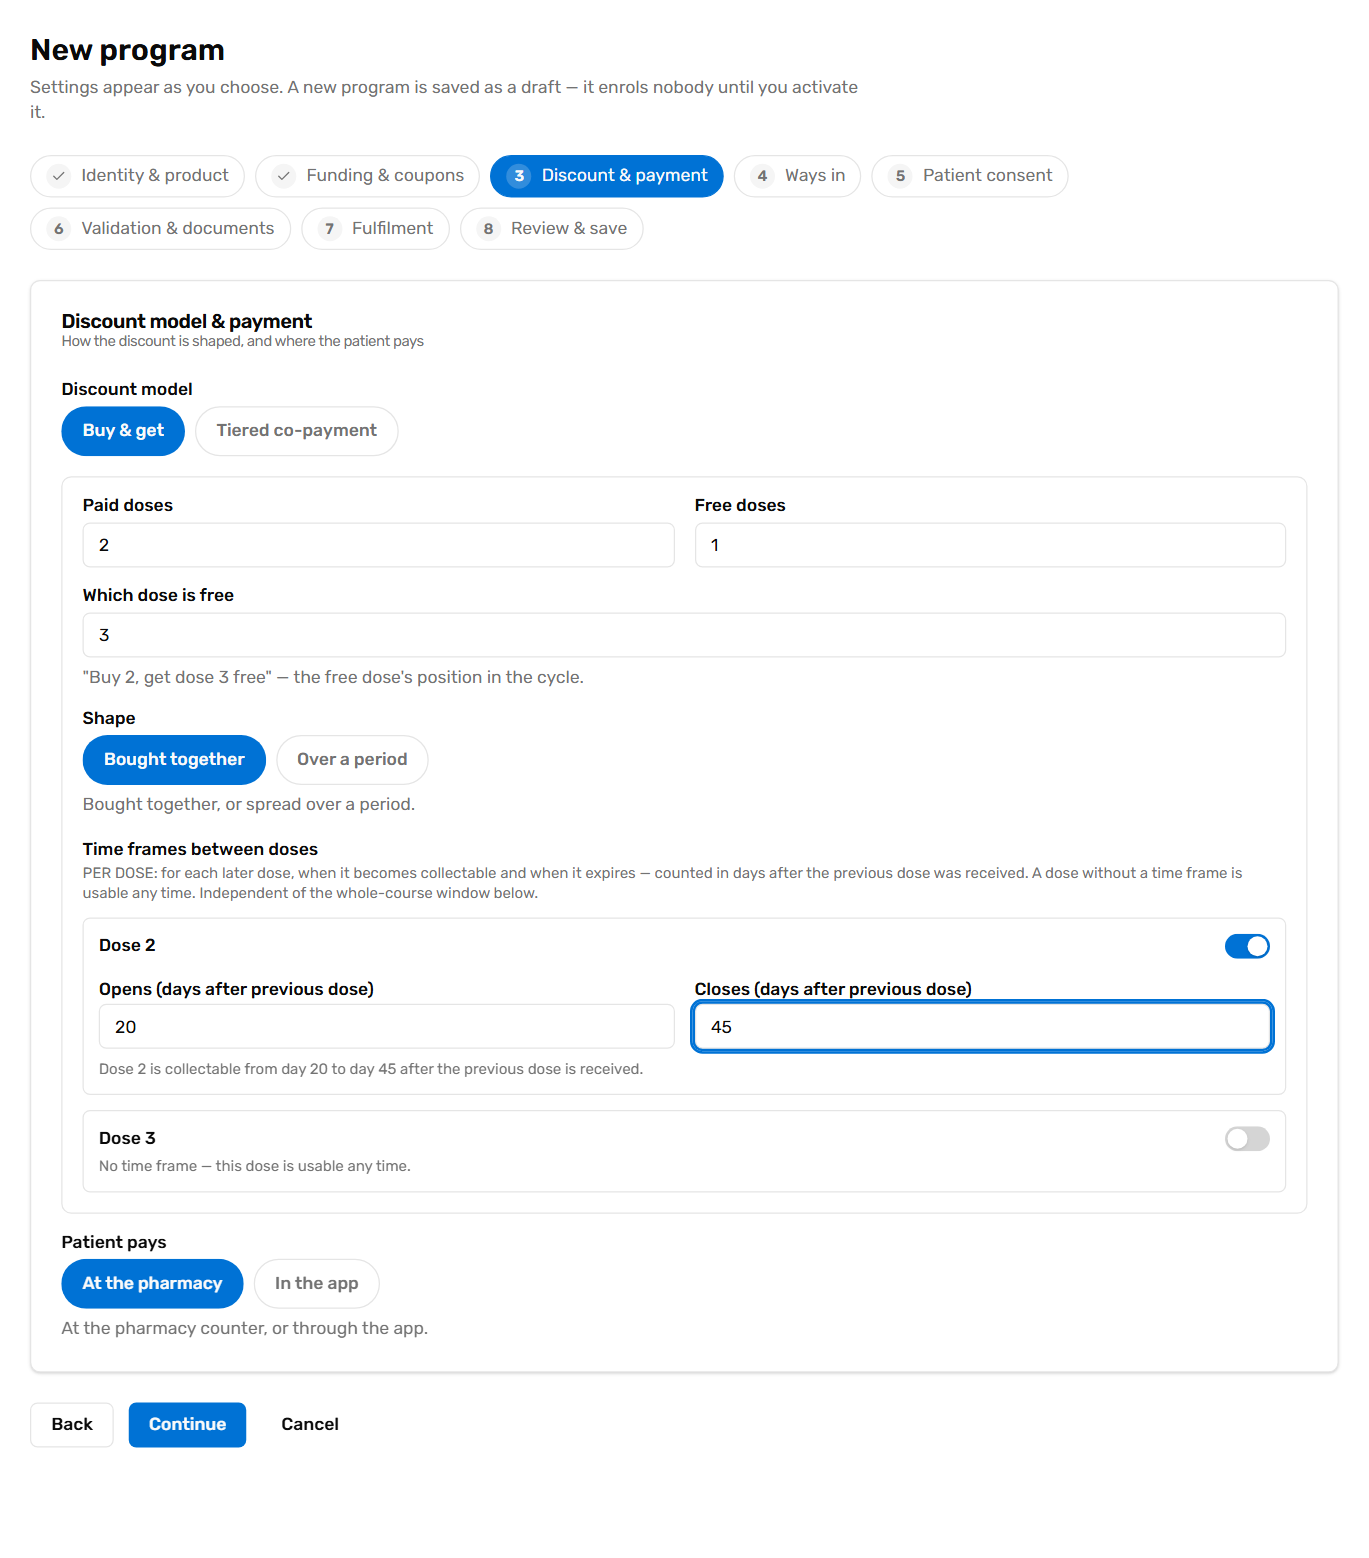 New program
Settings appear as you choose. A new program is saved as a draft — it enrols nobody until you activate
it.
Identity & product
Funding & coupons
3 Discount & payment
4 Ways in
5 Patient consent
6 Validation & documents
7 Fulfilment
8 Review & save
Discount model & payment
How the discount is shaped, and where the patient pays
Discount model
Buy & get
Tiered co-payment
Paid doses
Free doses
2
1
Which dose is free
3
"Buy 2, get dose 3 free" — the free dose's position in the cycle.
Shape
Bought together
Over a period
Bought together, or spread over a period.
Time frames between doses
PER DOSE: for each later dose, when it becomes collectable and when it expires — counted in days after the previous dose was received. A dose without a time frame is
usable any time. Independent of the whole-course window below.
Dose 2
Opens (days after previous dose)
Closes (days after previous dose)
20
45
Dose 2 is collectable from day 20 to day 45 after the previous dose is received.
Dose 3
No time frame — this dose is usable any time.
Patient pays
At the pharmacy
In the app
At the pharmacy counter, or through the app.
Back
Continue
Cancel